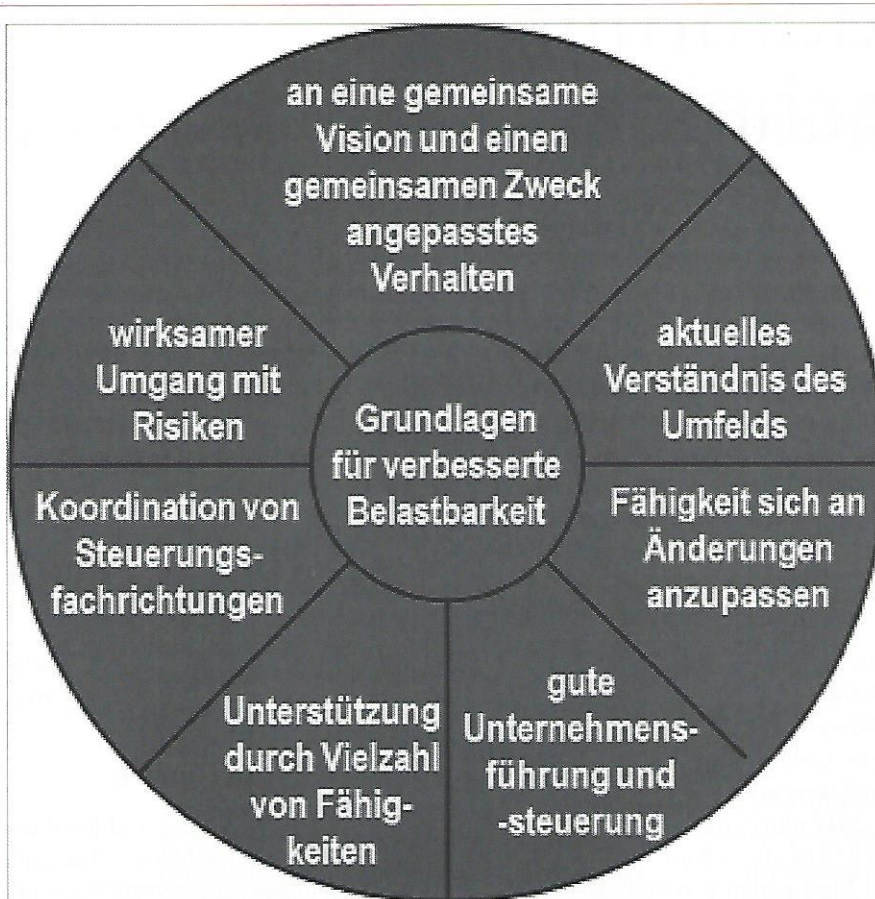 an eine gemeinsame
Vision und einen
gemeinsamen Zweck
angepasstes
Verhalten
aktuelles
Verständnis des
Umfelds
Fähigkeit sich an
Änderungen
anzupassen
gute
Unternehmens-
führung und
-steuerung
Unterstützung
durch Vielzahl
von Fähig-
keiten
Koordination von
Steuerungs-
fachrichtungen
wirksamer
Umgang mit
Risiken
Grundlagen
für verbesserte
Belastbarkeit